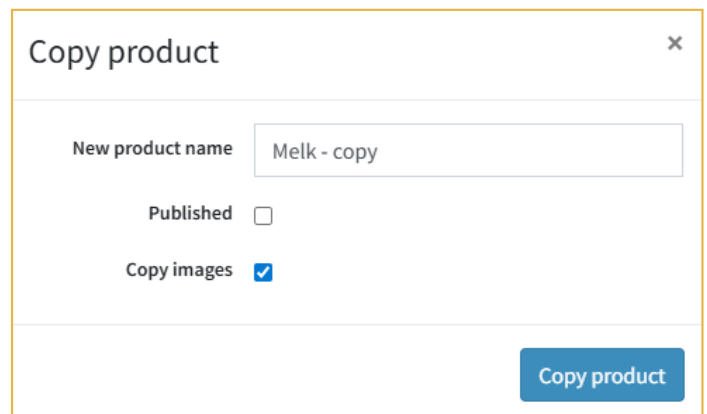 Copy product
×
New product name
Melk - copy
Published
Copy images
Copy product